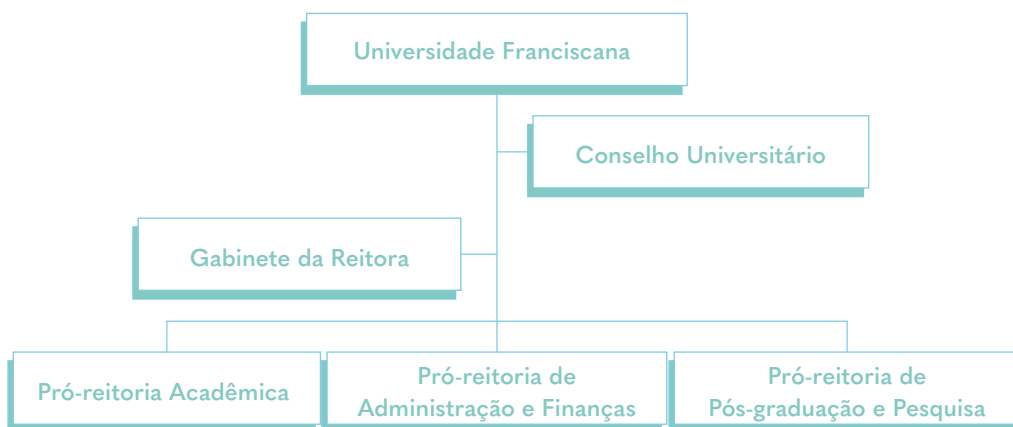 Universidade Franciscana
Conselho Universitário
Gabinete da Reitora
Pró-reitoria Acadêmica
Pró-reitoria de
Administração e Finanças
Pró-reitoria de
Pós-graduação e Pesquisa